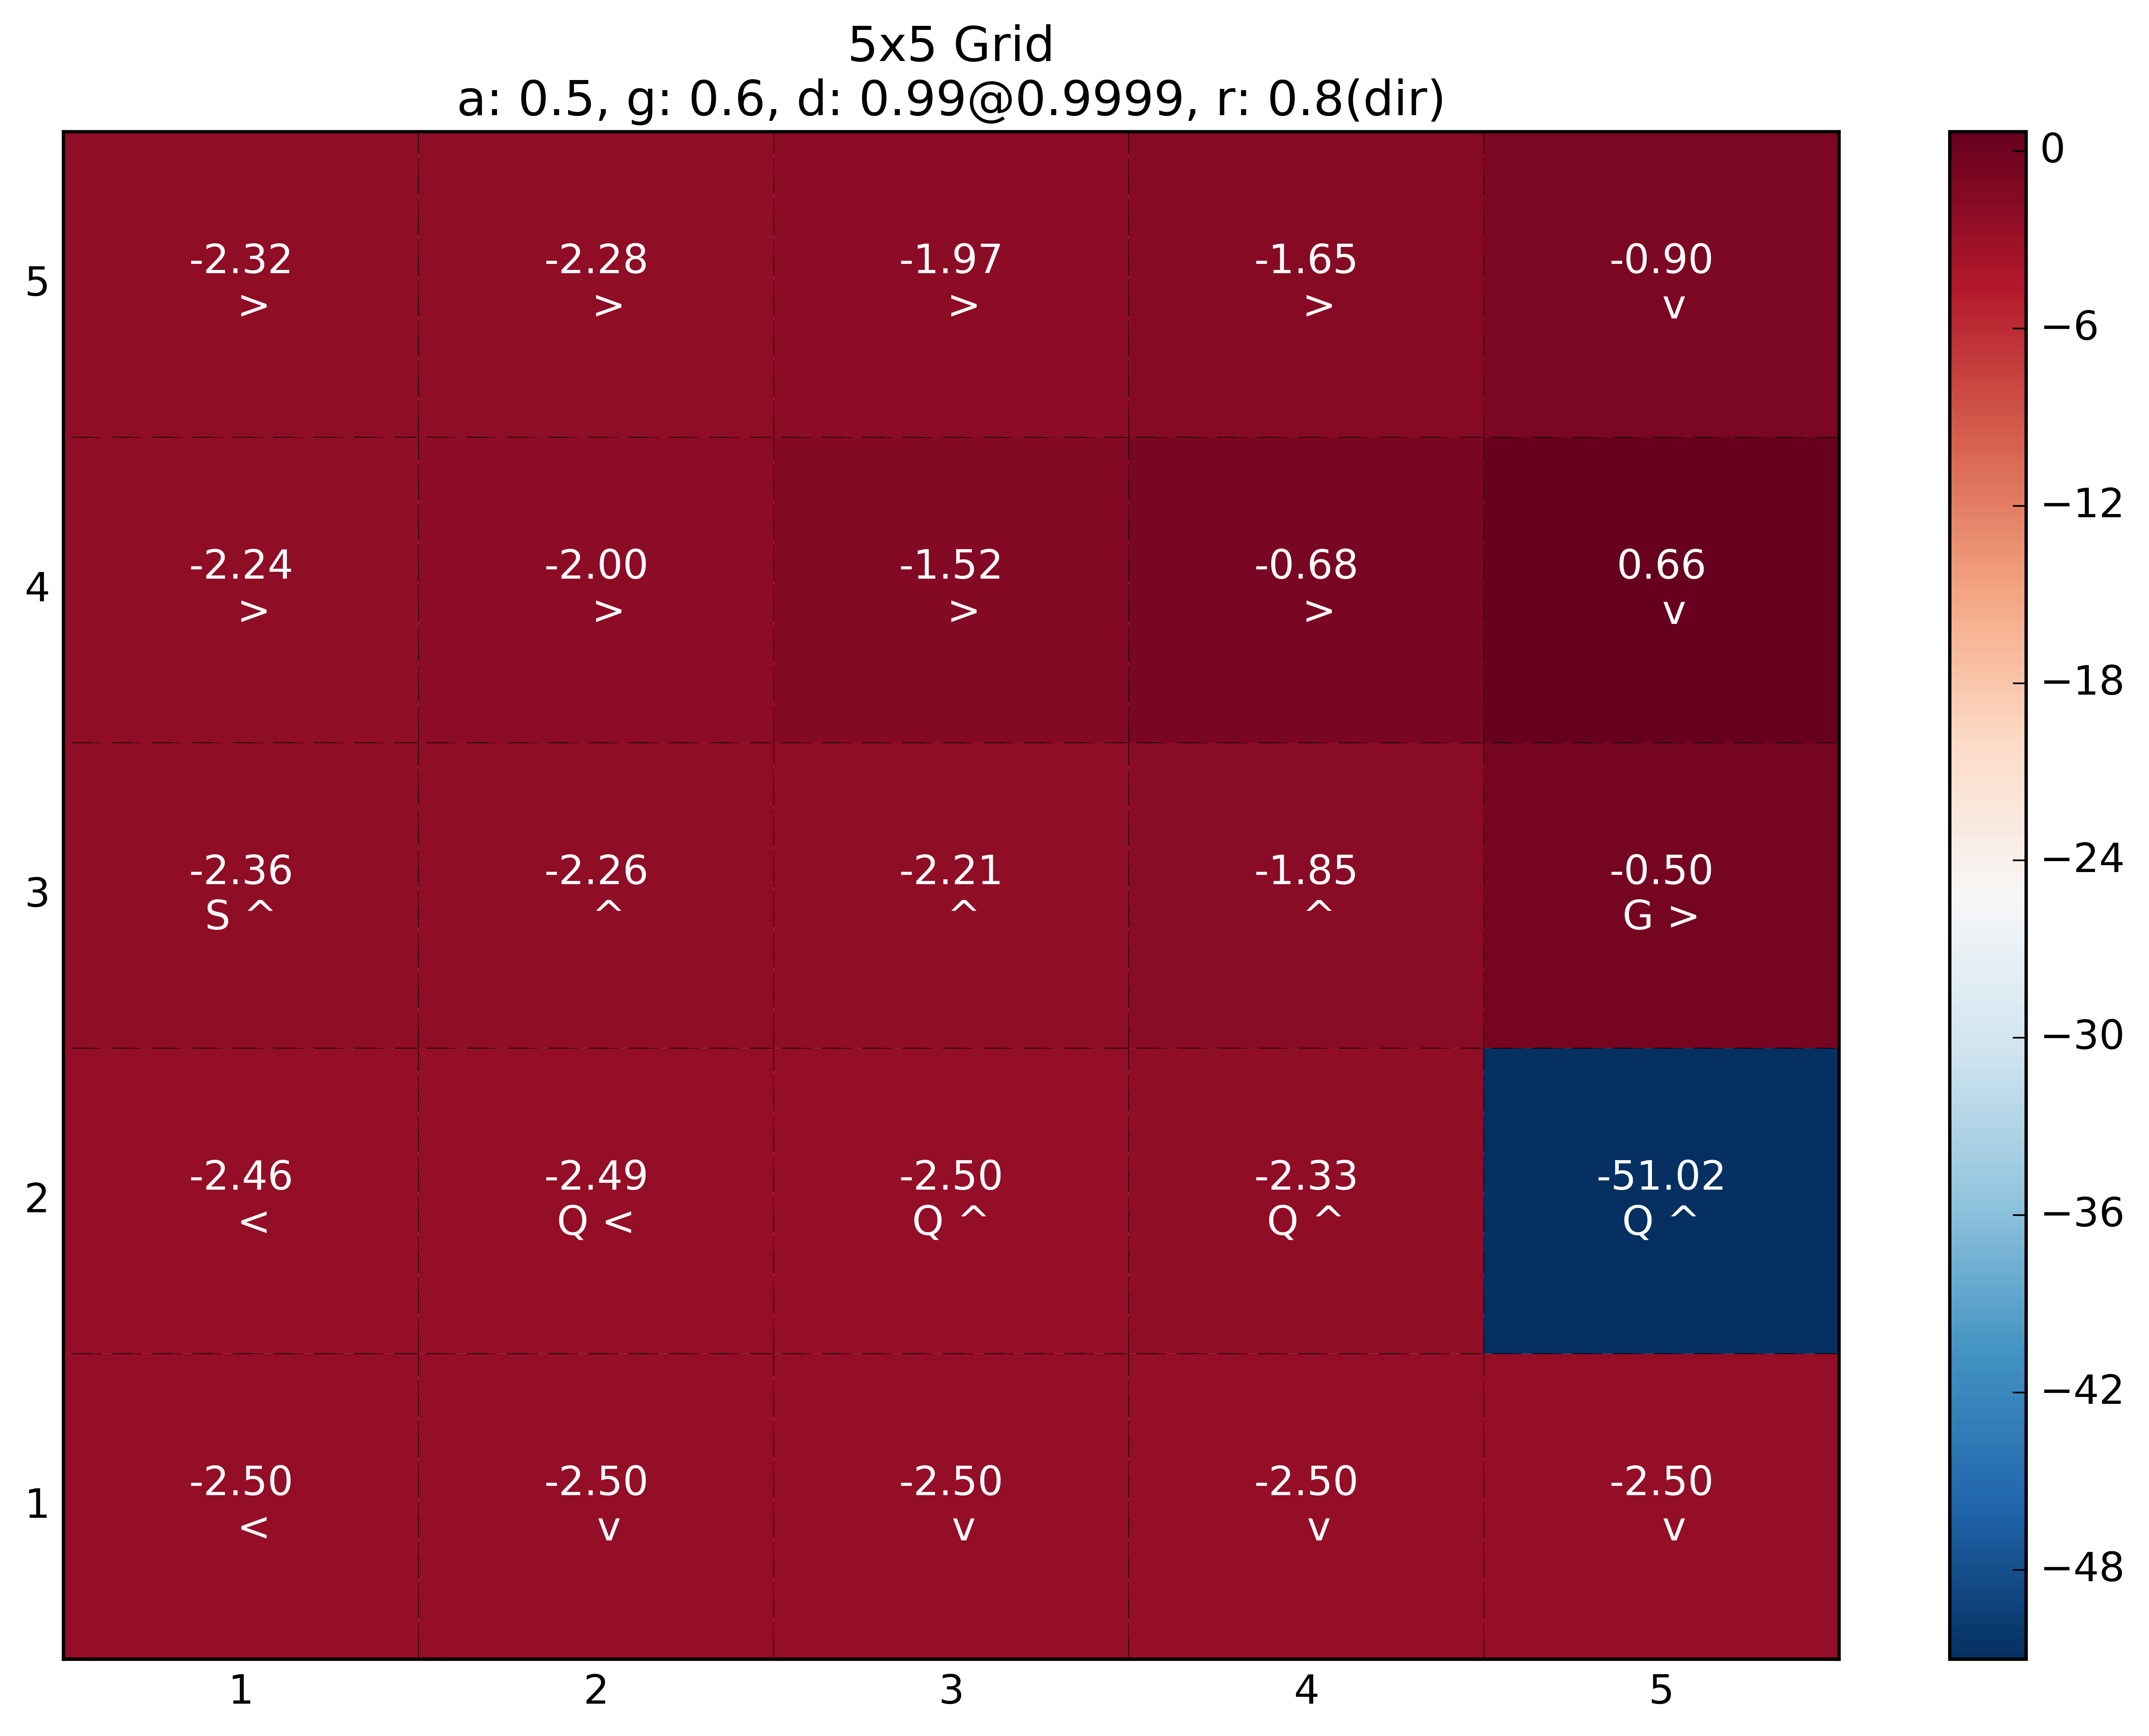 5x5 Grid
a: 0.5, g: 0.6, d: 0.99@0.9999, r: 0.8(dir)
5
-2.32 -2.28 -1.97 -1.65 -0.90
> > > > v
4
-2.24 -2.00 -1.52 -0.68 0.66
> > > > v
3
-2.36 -2.26 -2.21 -1.85 -0.50
S ^ ^ ^ ^ G >
2
-2.46 -2.49 -2.50 -2.33 -51.02
< Q < Q ^ Q ^ Q ^
1
-2.50 -2.50 -2.50 -2.50 -2.50
< v v v v
1 2 3 4 5
0
−6
−12
−18
−24
−30
−36
−42
−48